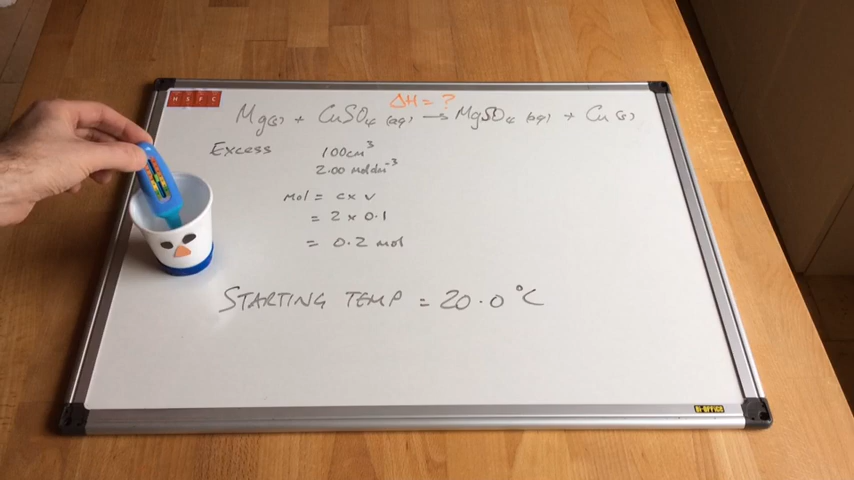 HSFC
ΔH = ?
Mg(s) + CuSO₄ (aq) → MgSO₄ (aq) + Cu (s)
Excess 100cm³
2.00 moldm⁻³
Mol = c x v
= 2 x 0.1
= 0.2 mol
STARTING TEMP = 20.0°C
Bi-OFFICE